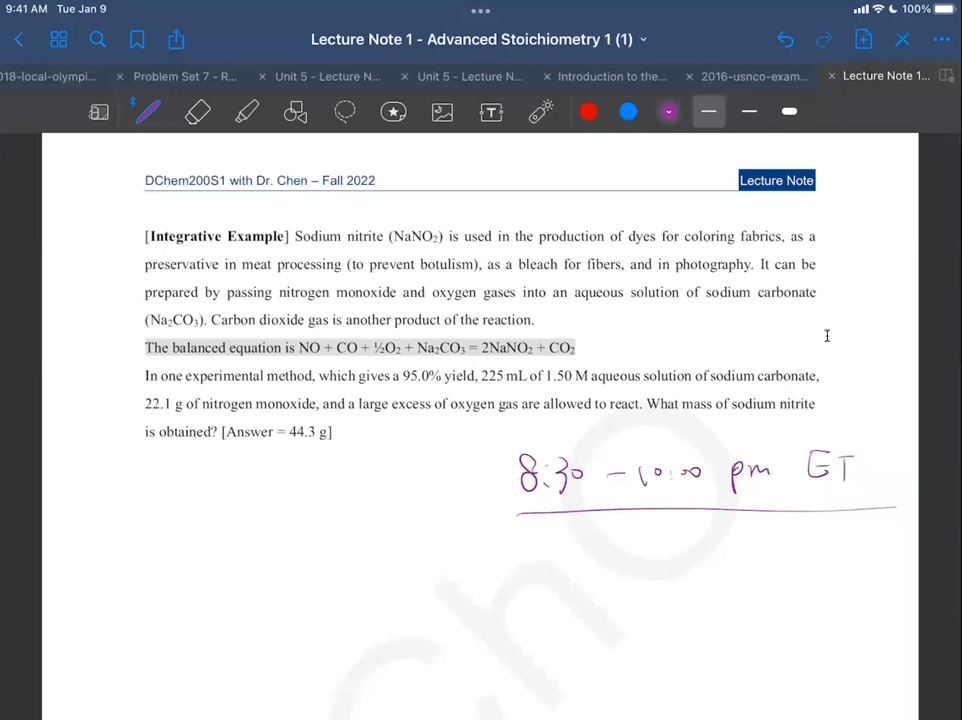 9:41 AM Tue Jan 9
100%
Lecture Note 1 - Advanced Stoichiometry 1 (1)
018-local-olympi...
Problem Set 7 - R...
Unit 5 - Lecture N...
Unit 5 - Lecture N...
Introduction to the...
2016-usnco-exam...
Lecture Note 1...
DChem200S1 with Dr. Chen – Fall 2022
Lecture Note
[Integrative Example] Sodium nitrite (NaNO₂) is used in the production of dyes for coloring fabrics, as a
preservative in meat processing (to prevent botulism), as a bleach for fibers, and in photography. It can be
prepared by passing nitrogen monoxide and oxygen gases into an aqueous solution of sodium carbonate
(Na₂CO₃). Carbon dioxide gas is another product of the reaction.
The balanced equation is NO + CO + ½O₂ + Na₂CO₃ = 2NaNO₂ + CO₂
In one experimental method, which gives a 95.0% yield, 225 mL of 1.50 M aqueous solution of sodium carbonate,
22.1 g of nitrogen monoxide, and a large excess of oxygen gas are allowed to react. What mass of sodium nitrite
is obtained? [Answer = 44.3 g]
8:30 – 10:00 pm ET
ChO